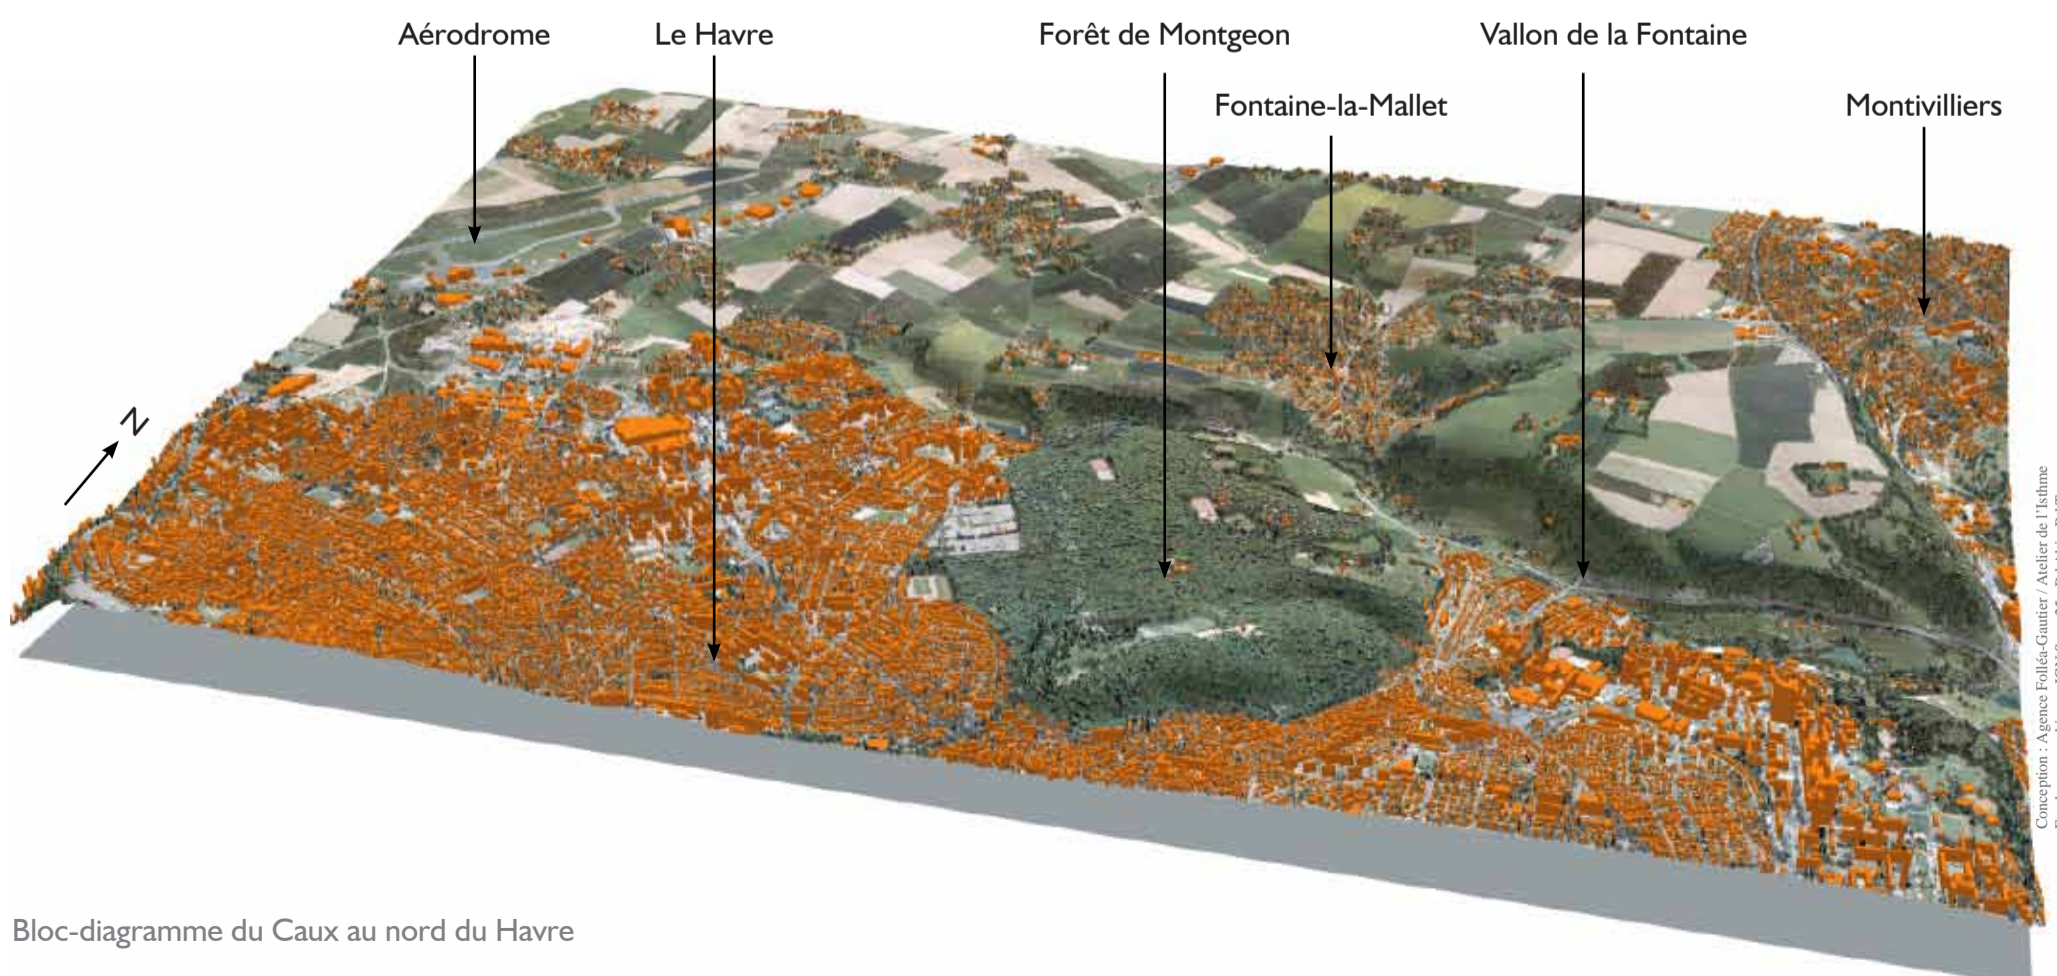 Aérodrome
Le Havre
Forêt de Montgeon
Vallon de la Fontaine
Fontaine-la-Mallet
Montivilliers
N
Conception : Agence Folléa-Gautier / Atelier de l'Isthme
Bloc-diagramme du Caux au nord du Havre